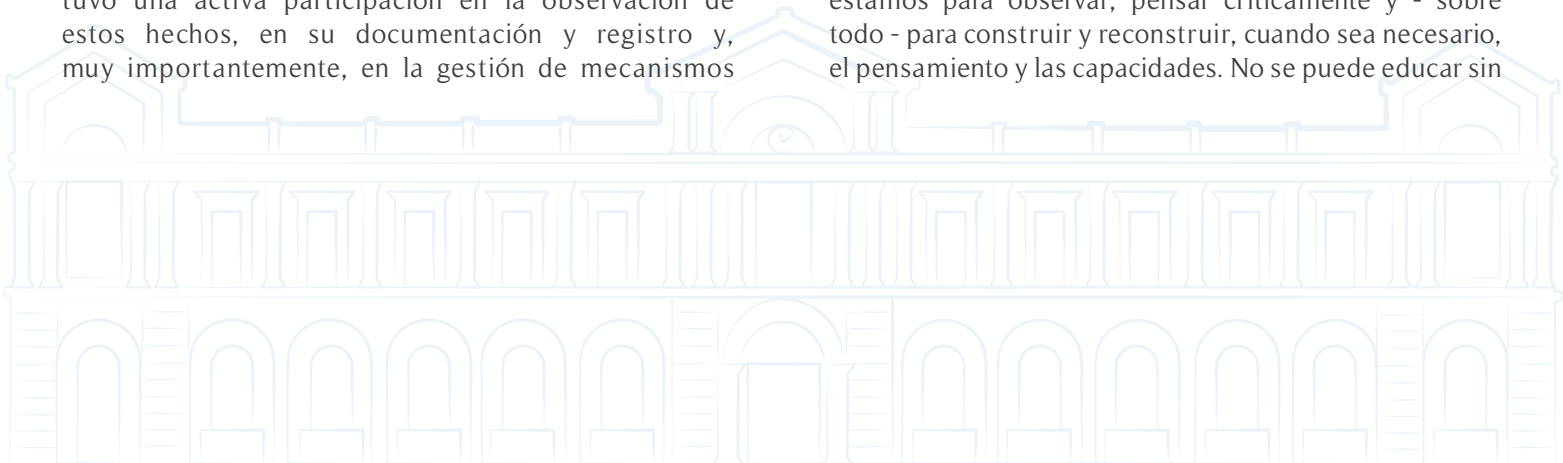 tuvo una activa participación en la observación de
estos hechos, en su documentación y registro y,
muy importantemente, en la gestión de mecanismos
estamos para observar, pensar críticamente y - sobre
todo - para construir y reconstruir, cuando sea necesario,
el pensamiento y las capacidades. No se puede educar sin